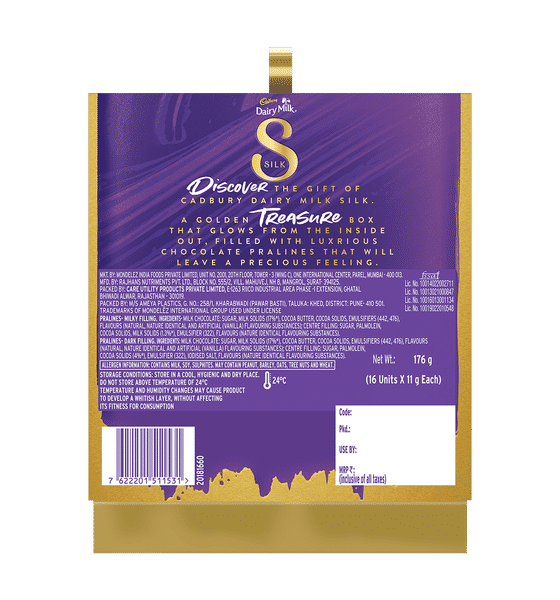 Cadbury
Dairy Milk
S
SILK
Discover THE GIFT OF
CADBURY DAIRY MILK SILK.
A GOLDEN Treasure BOX
THAT GLOWS FROM THE INSIDE
OUT, FILLED WITH LUXRIOUS
CHOCOLATE PRALINES THAT WILL
LEAVE A PRECIOUS FEELING.
MKT. BY: MONDELEZ INDIA FOODS PRIVATE LIMITED, UNIT NO. 2001, 20TH FLOOR, TOWER - 3 (WING C), ONE INTERNATIONAL CENTER, PAREL, MUMBAI - 400 013.
MFD. BY: RAJHANS NUTRIMENTS PVT. LTD., BLOCK NO. 555/2, VILL. MAHUVEJ, NH 8, MANGROL, SURAT- 394125.
PACKED BY: CARE UTILITY PRODUCTS PRIVATE LIMITED, E1263 RIICO INDUSTRIAL AREA PHASE -1 EXTENSION, GHATAL
BHIWADI ALWAR, RAJASTHAN - 301019.
PACKED BY: M/S AMEYA PLASTICS, G. NO.: 258/1, KHARABWADI (PAWAR BASTI), TALUKA: KHED, DISTRICT: PUNE- 410 501.
TRADEMARKS OF MONDELEZ INTERNATIONAL GROUP USED UNDER LICENSE
fssai
Lic. No. 10014022002711
Lic. No. 10013021000847
Lic. No. 10016013001134
Lic. No. 10019022010548
PRALINES- MILKY FILLING. INGREDIENTS: MILK CHOCOLATE: SUGAR, MILK SOLIDS (17%*), COCOA BUTTER, COCOA SOLIDS, EMULSIFIERS (442, 476),
FLAVOURS (NATURAL, NATURE IDENTICAL AND ARTIFICIAL (VANILLA) FLAVOURING SUBSTANCES); CENTRE FILLING: SUGAR, PALMOLEIN,
COCOA SOLIDS, MILK SOLIDS (1.3%*), EMULSIFIER (322), FLAVOURS (NATURE IDENTICAL FLAVOURING SUBSTANCES).
PRALINES- DARK FILLING. INGREDIENTS: MILK CHOCOLATE: SUGAR, MILK SOLIDS (17%*), COCOA BUTTER, COCOA SOLIDS, EMULSIFIERS (442, 476), FLAVOURS
(NATURAL, NATURE IDENTICAL AND ARTIFICIAL (VANILLA) FLAVOURING SUBSTANCES); CENTRE FILLING: SUGAR, PALMOLEIN,
COCOA SOLIDS (4%*), EMULSIFIER (322), IODISED SALT, FLAVOURS (NATURE IDENTICAL FLAVOURING SUBSTANCES).
ALLERGEN INFORMATION: CONTAINS MILK, SOY, SULPHITES, MAY CONTAIN PEANUT, BARLEY, OATS, TREE NUTS AND WHEAT.
STORAGE CONDITIONS: STORE IN A COOL, HYGIENIC AND DRY PLACE.
DO NOT STORE ABOVE TEMPERATURE OF 24°C
TEMPERATURE AND HUMIDITY CHANGES MAY CAUSE PRODUCT
TO DEVELOP A WHITISH LAYER, WITHOUT AFFECTING
ITS FITNESS FOR CONSUMPTION
24°C
Net Wt.: 176 g
(16 Units X 11 g Each)
Code:
Pkd.:
USE BY:
MRP ₹:
(inclusive of all taxes)
7 622201 511531 >
20181660